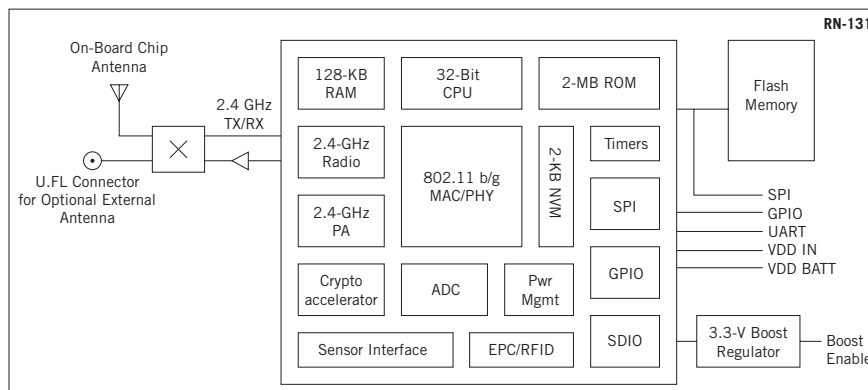 RN-131
On-Board Chip
Antenna
2.4 GHz
TX/RX
U.FL Connector
for Optional External
Antenna
128-KB
RAM
32-Bit
CPU
2-MB ROM
Flash
Memory
2.4-GHz
Radio
802.11 b/g
MAC/PHY
2-KB NVM
Timers
SPI
2.4-GHz
PA
GPIO
Crypto
accelerator
ADC
Pwr
Mgmt
Sensor Interface
EPC/RFID
SDIO
SPI
GPIO
UART
VDD IN
VDD BATT
3.3-V Boost
Regulator
Boost
Enable